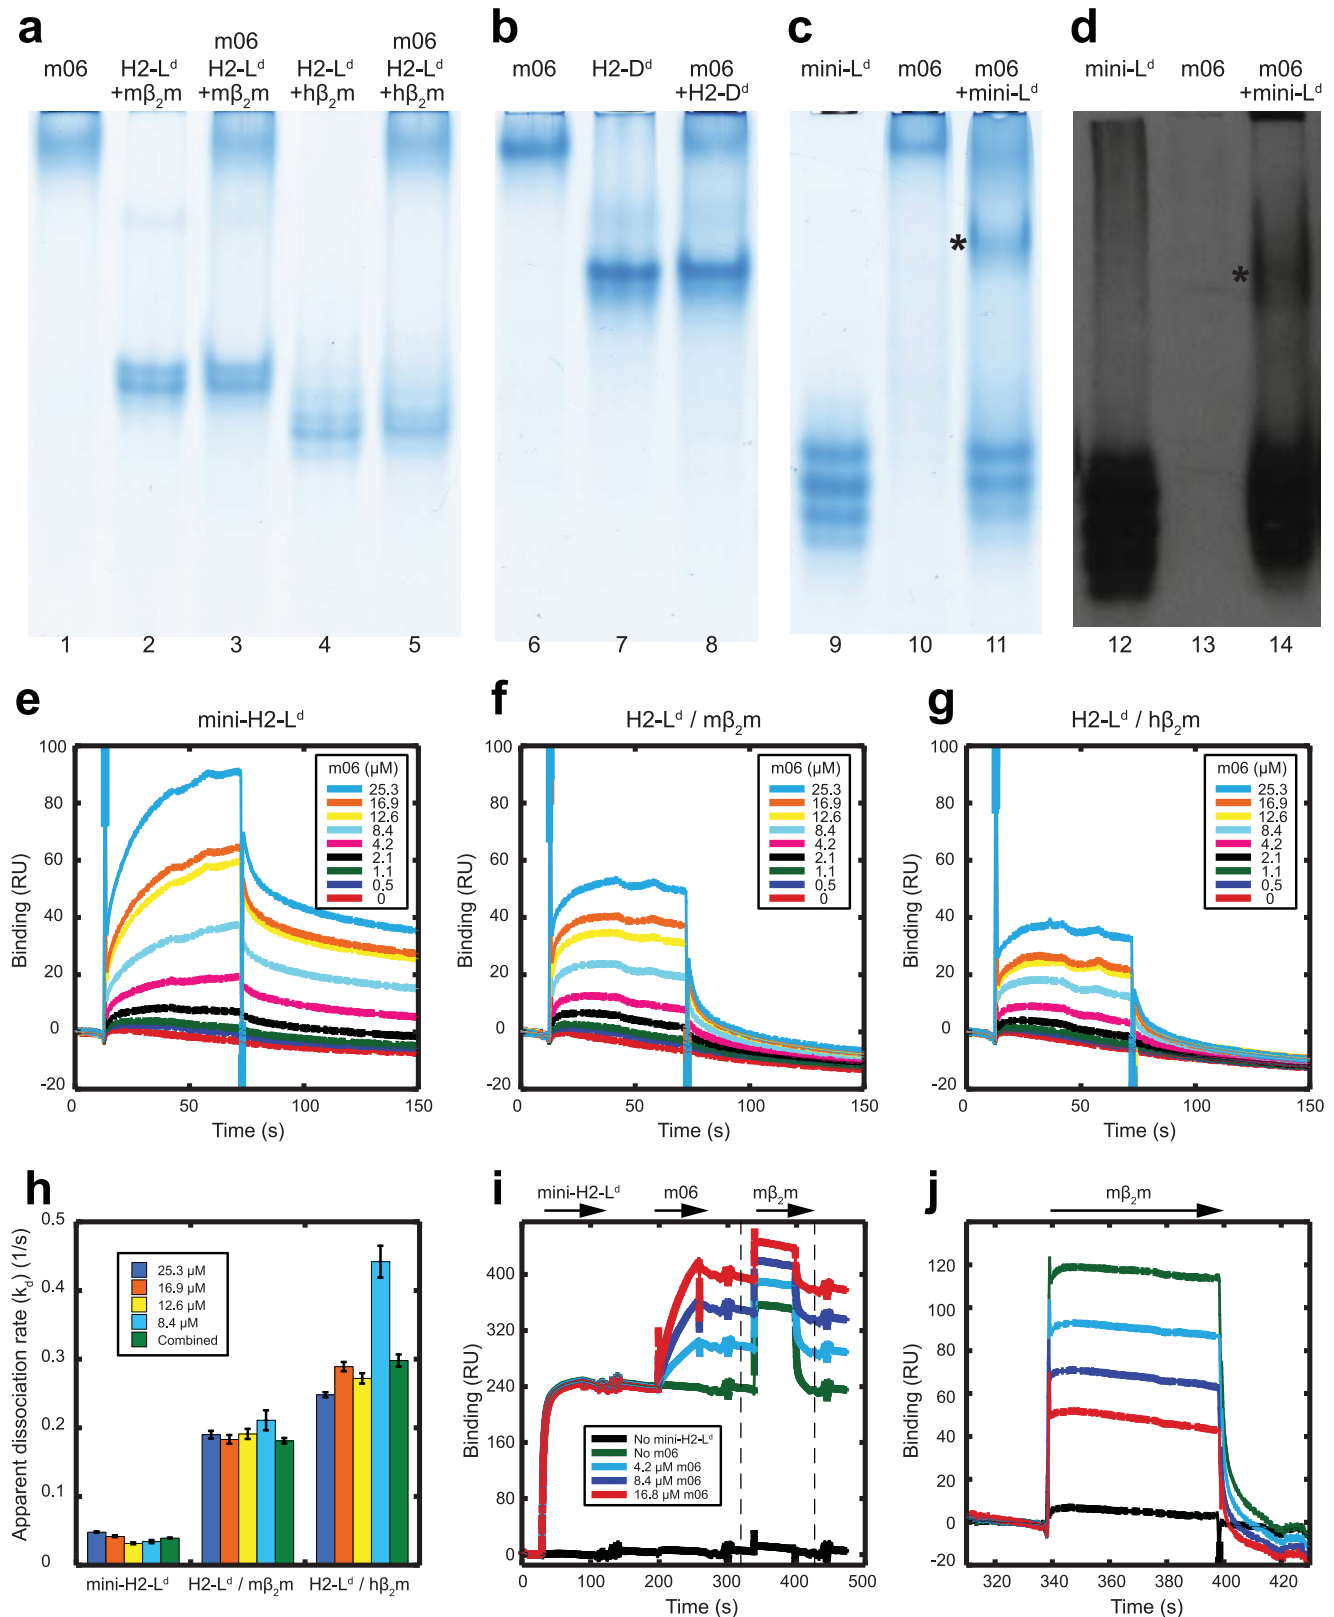 a
m06
H2-Lᵈ
+mβ₂m
m06
H2-Lᵈ
+mβ₂m
H2-Lᵈ
+hβ₂m
m06
H2-Lᵈ
+hβ₂m
1 2 3 4 5
b
m06
H2-Dᵈ
m06
+H2-Dᵈ
6 7 8
c
mini-Lᵈ
m06
m06
+mini-Lᵈ
*
9 10 11
d
mini-Lᵈ
m06
m06
+mini-Lᵈ
*
12 13 14
e
mini-H2-Lᵈ
Binding (RU)
100
80
60
40
20
0
-20
m06 (µM)
25.3
16.9
12.6
8.4
4.2
2.1
1.1
0.5
0
0 50 100 150
Time (s)
f
H2-Lᵈ / mβ₂m
Binding (RU)
100
80
60
40
20
0
-20
m06 (µM)
25.3
16.9
12.6
8.4
4.2
2.1
1.1
0.5
0
0 50 100 150
Time (s)
g
H2-Lᵈ / hβ₂m
Binding (RU)
100
80
60
40
20
0
-20
m06 (µM)
25.3
16.9
12.6
8.4
4.2
2.1
1.1
0.5
0
0 50 100 150
Time (s)
h
Apparent dissociation rate (k_d) (1/s)
0.5
0.4
0.3
0.2
0.1
0
25.3 µM
16.9 µM
12.6 µM
8.4 µM
Combined
mini-H2-Lᵈ H2-Lᵈ / mβ₂m H2-Lᵈ / hβ₂m
i
mini-H2-Lᵈ m06 mβ₂m
Binding (RU)
400
320
240
160
80
0
No mini-H2-Lᵈ
No m06
4.2 µM m06
8.4 µM m06
16.8 µM m06
0 100 200 300 400 500
Time (s)
j
mβ₂m
Binding (RU)
120
100
80
60
40
20
0
-20
320 340 360 380 400 420
Time (s)